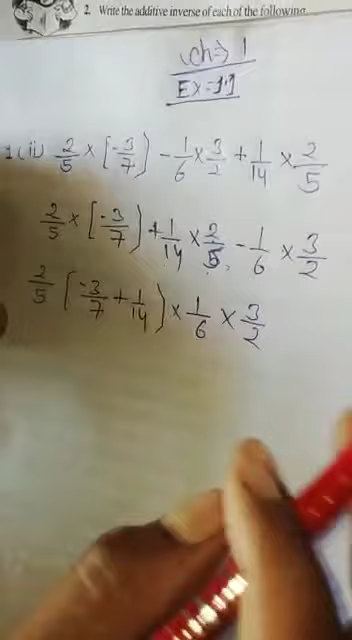 2. Write the additive inverse of each of the following.
Ch⇒ 1
Ex=1.1
1(ii) 2/5 × [-3/7) - 1/6 × 3/2 + 1/14 × 2/5
2/5 × [-3/7) + 1/14 × 2/5, - 1/6 × 3/2
2/5 [-3/7 + 1/14) × 1/6 × 3/2